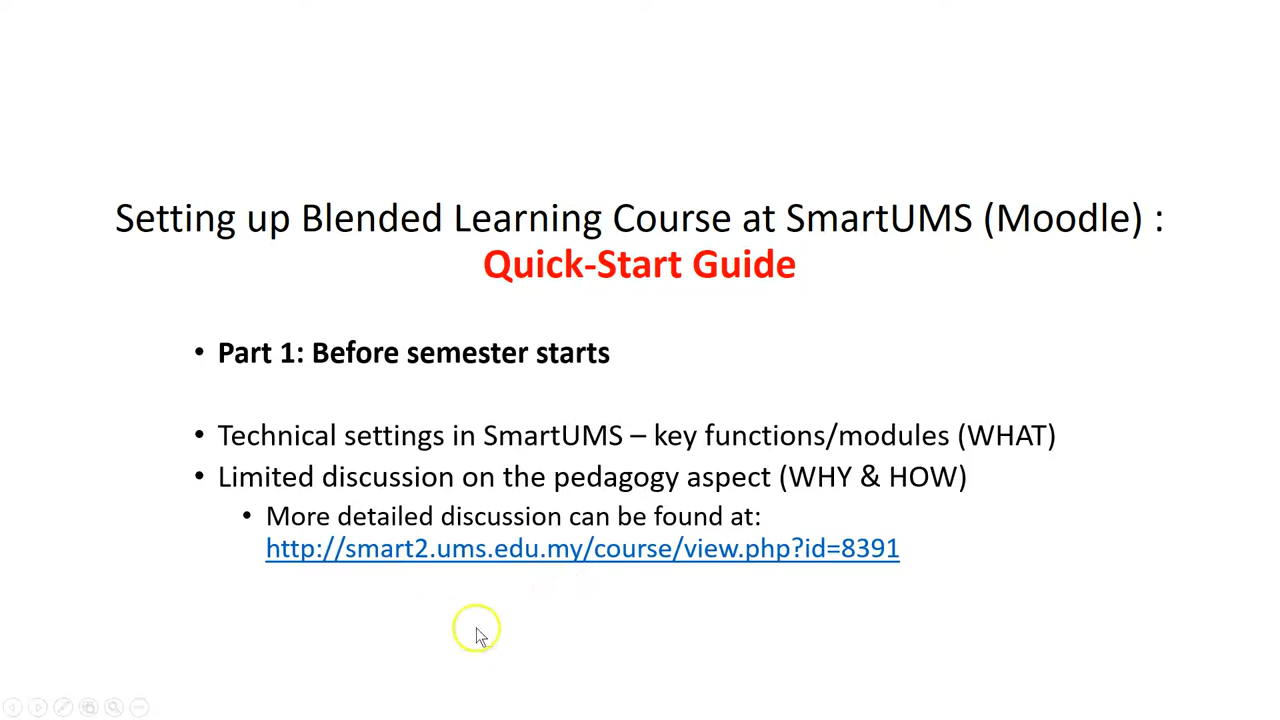 Setting up Blended Learning Course at SmartUMS (Moodle) :
Quick-Start Guide
• Part 1: Before semester starts
• Technical settings in SmartUMS – key functions/modules (WHAT)
• Limited discussion on the pedagogy aspect (WHY & HOW)
• More detailed discussion can be found at:
http://smart2.ums.edu.my/course/view.php?id=8391